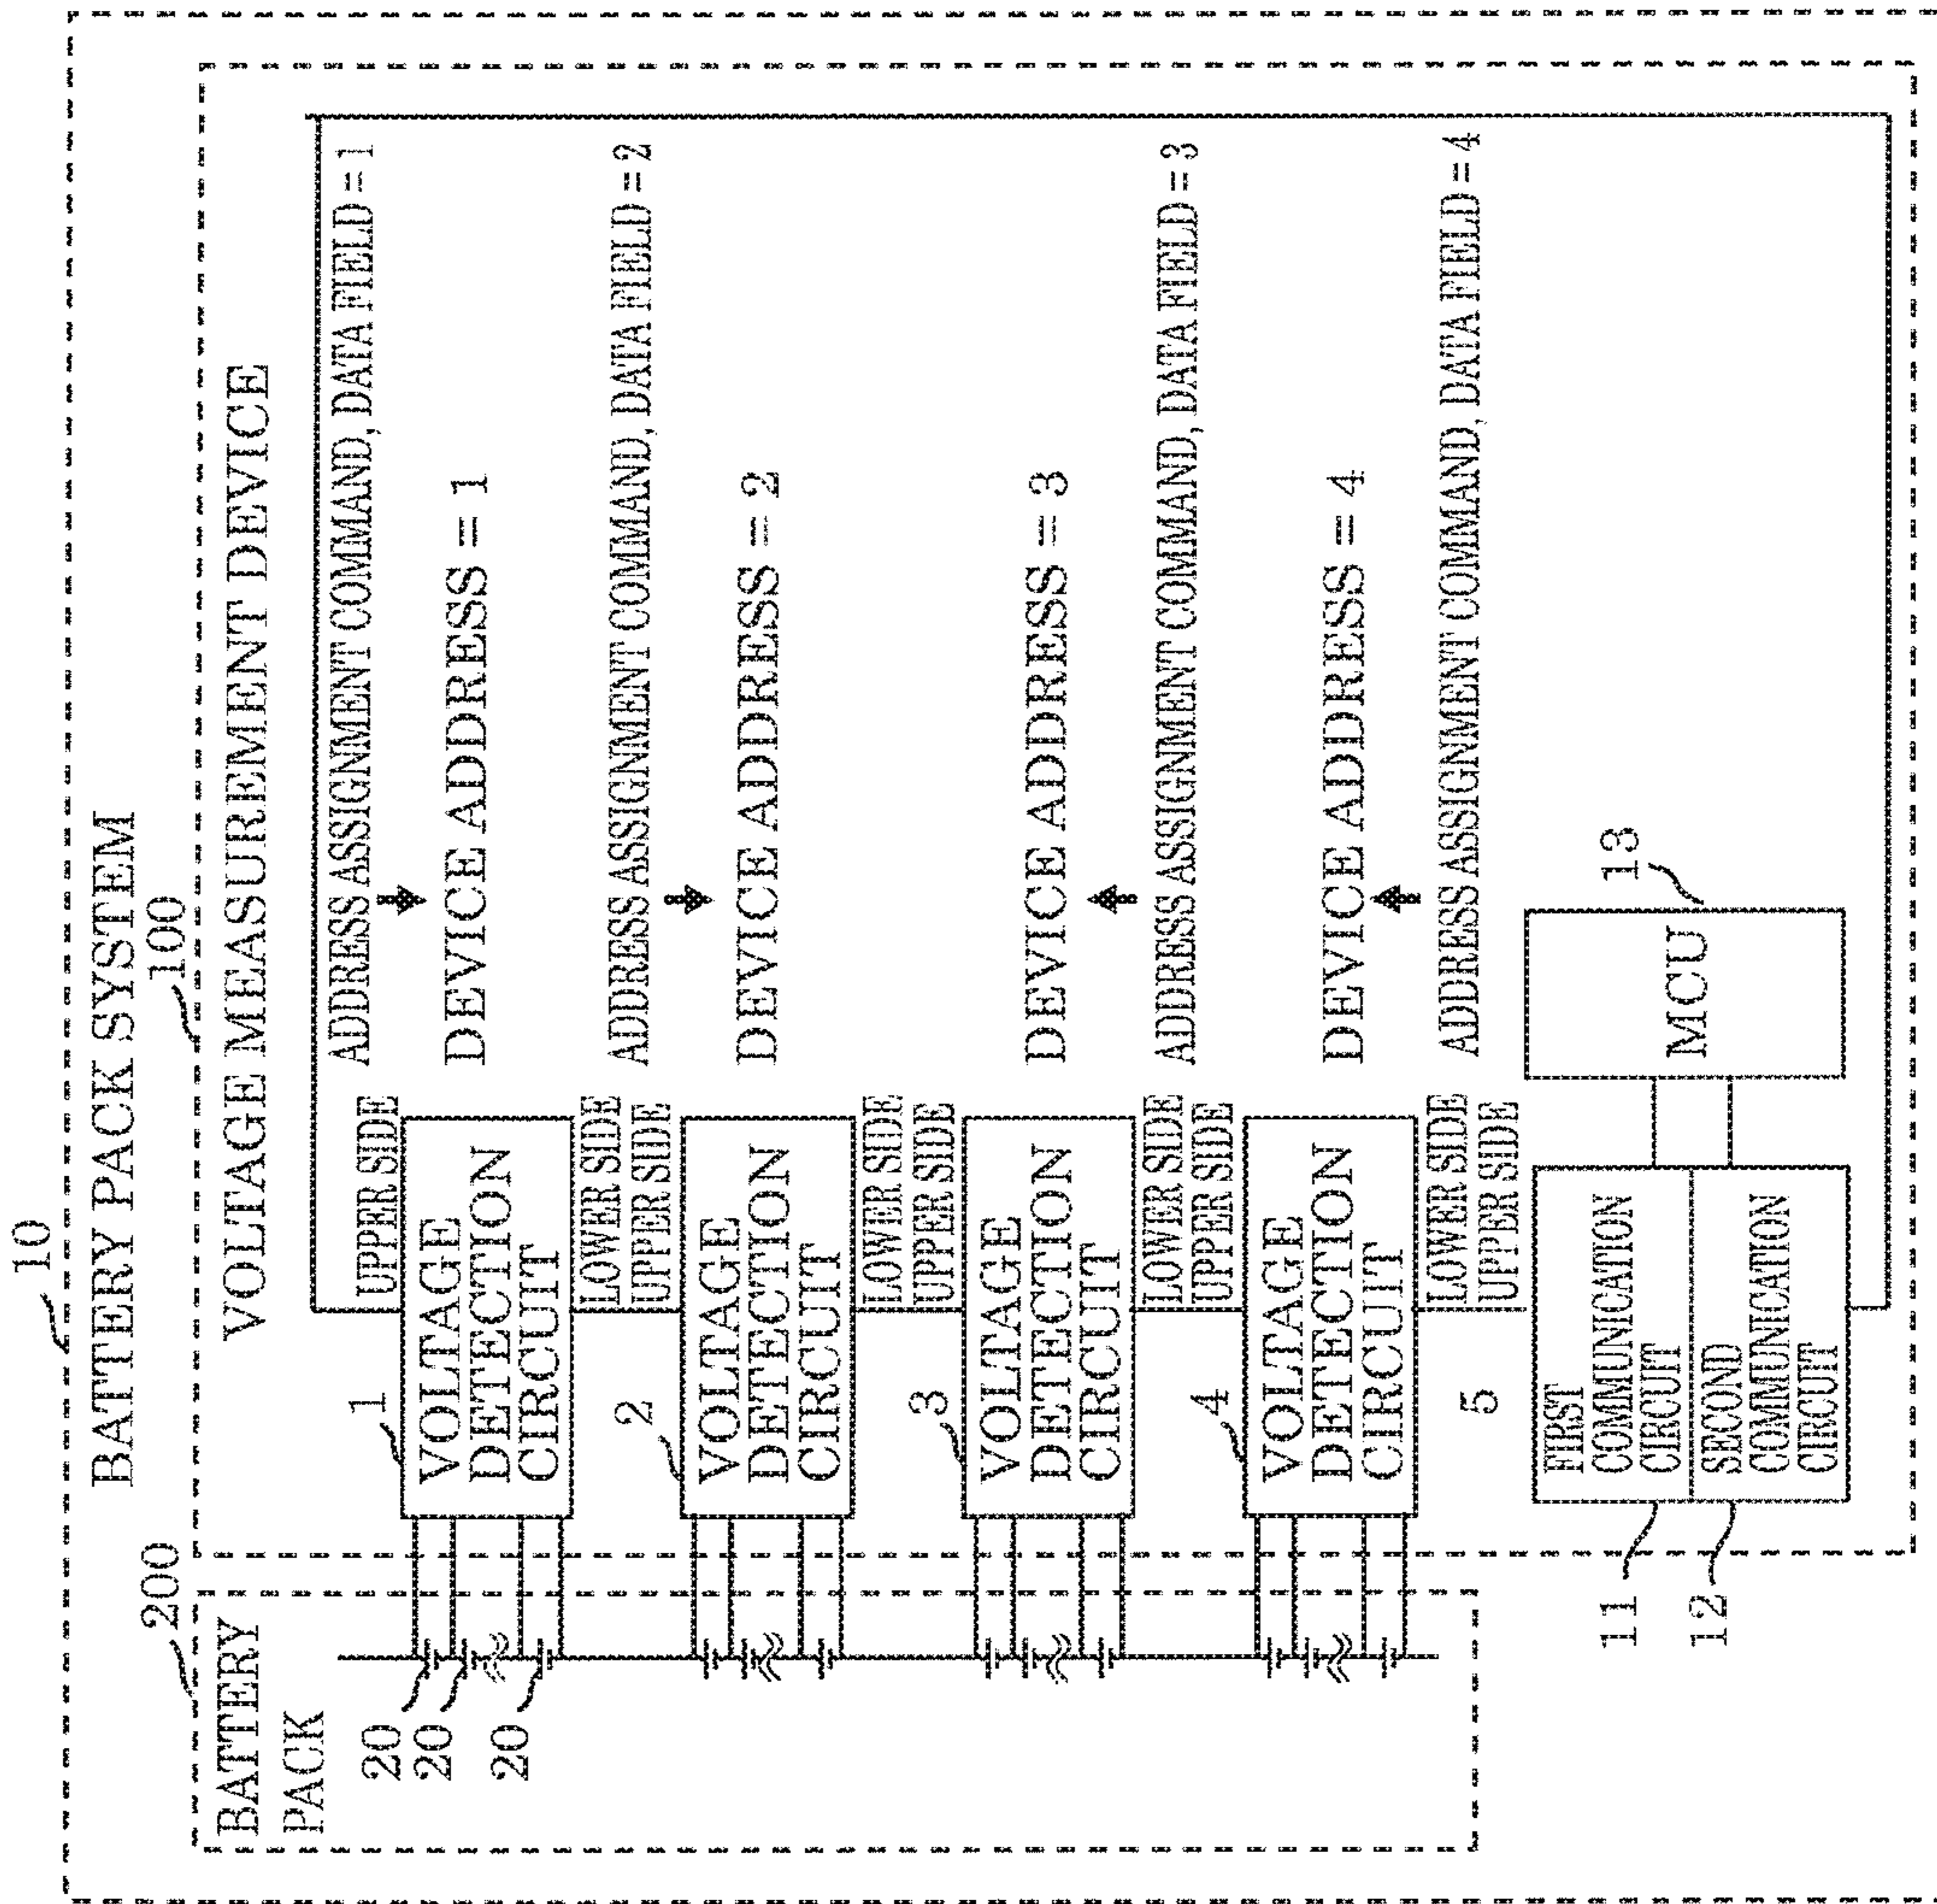 10
BATTERY PACK SYSTEM
200
100
BATTERY
PACK
VOLTAGE MEASUREMENT DEVICE
UPPER SIDE
ADDRESS ASSIGNMENT COMMAND, DATA FIELD = 1
1
VOLTAGE
DETECTION
CIRCUIT
DEVICE ADDRESS = 1
20
20
20
LOWER SIDE
UPPER SIDE
ADDRESS ASSIGNMENT COMMAND, DATA FIELD = 2
2
VOLTAGE
DETECTION
CIRCUIT
DEVICE ADDRESS = 2
LOWER SIDE
UPPER SIDE
3
VOLTAGE
DETECTION
CIRCUIT
DEVICE ADDRESS = 3
LOWER SIDE
UPPER SIDE
ADDRESS ASSIGNMENT COMMAND, DATA FIELD = 3
4
VOLTAGE
DETECTION
CIRCUIT
DEVICE ADDRESS = 4
LOWER SIDE
UPPER SIDE
ADDRESS ASSIGNMENT COMMAND, DATA FIELD = 4
5
FIRST
COMMUNICATION
CIRCUIT
11
SECOND
COMMUNICATION
CIRCUIT
12
MCU
13